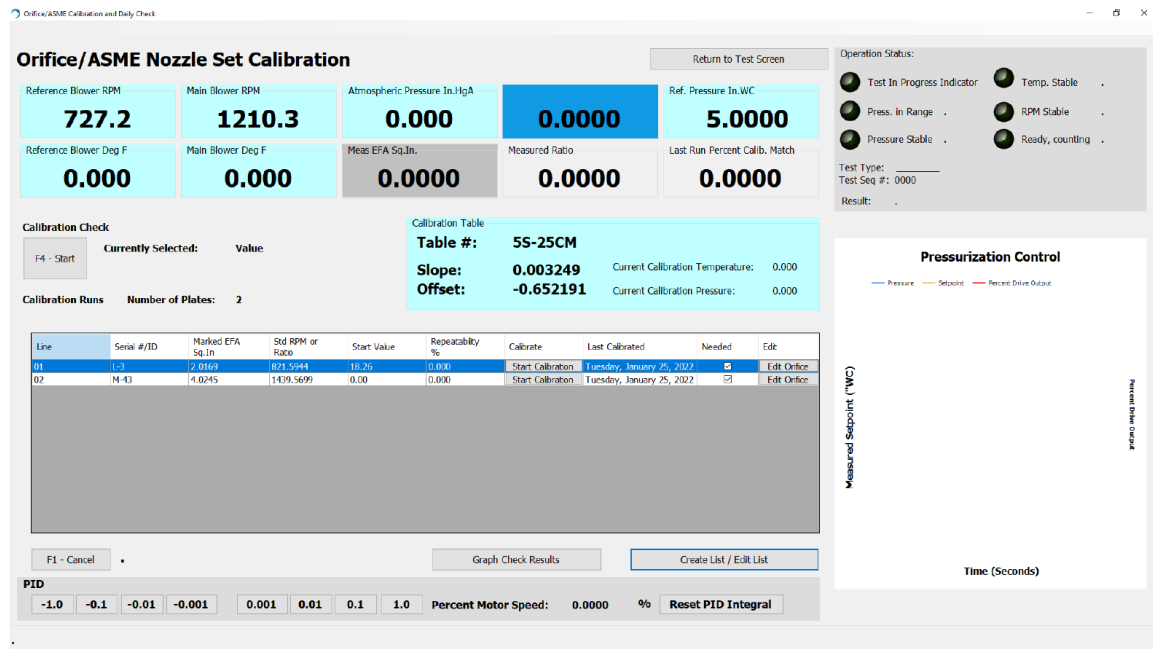 Orifice/ASME Calibration and Daily Check
Orifice/ASME Nozzle Set Calibration
Return to Test Screen
Reference Blower RPM
727.2
Main Blower RPM
1210.3
Atmospheric Pressure In.HgA
0.000
0.0000
Ref. Pressure In.WC
5.0000
Reference Blower Deg F
0.000
Main Blower Deg F
0.000
Meas EFA Sq.In.
0.0000
Measured Ratio
0.0000
Last Run Percent Calib. Match
0.0000
Operation Status:
Test In Progress Indicator
Temp. Stable .
Press. in Range .
RPM Stable .
Pressure Stable .
Ready, counting .
Test Type: ________
Test Seq #: 0000
Result: .
Calibration Check
F4 - Start
Currently Selected: Value
Calibration Runs Number of Plates: 2
Calibration Table
Table #: 5S-25CM
Slope: 0.003249
Offset: -0.652191
Current Calibration Temperature: 0.000
Current Calibration Pressure: 0.000
Line Serial #/ID Marked EFA Sq.In Std RPM or Ratio Start Value Repeatablity % Calibrate Last Calibrated Needed Edit
01 L-3 2.0169 821.5944 18.26 0.000 Start Calbration Tuesday, January 25, 2022 Edit Orifice
02 M-43 4.0245 1439.5699 0.00 0.000 Start Calbration Tuesday, January 25, 2022 Edit Orifice
F1 - Cancel .
Graph Check Results
Create List / Edit List
PID
-1.0 -0.1 -0.01 -0.001 0.001 0.01 0.1 1.0 Percent Motor Speed: 0.0000 % Reset PID Integral
Pressurization Control
Pressure Setpoint Percent Drive Output
Measured Setpoint ("WC)
Percent Drive Output
Time (Seconds)
.